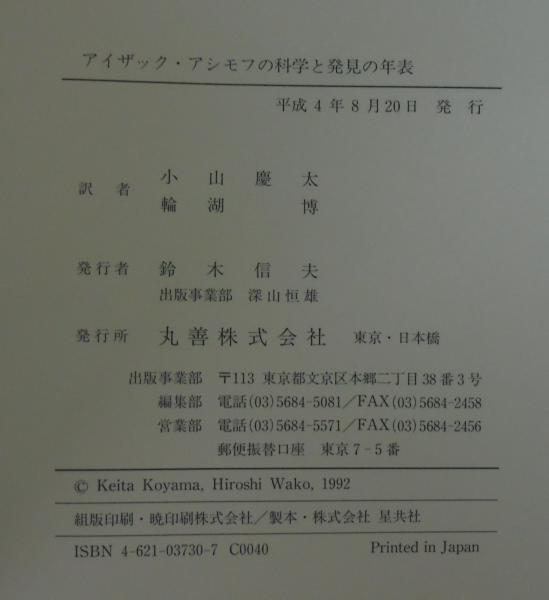 アイザック・アシモフの科学と発見の年表
平成 4 年 8 月20日 発 行
訳 者 小 山 慶 太
輪 湖 博
発行者 鈴 木 信 夫
出版事業部 深山恒雄
発行所 丸善株式会社 東京・日本橋
出版事業部 〒113 東京都文京区本郷二丁目38番3号
編集部 電話(03)5684-5081/FAX(03)5684-2458
営業部 電話(03)5684-5571/FAX(03)5684-2456
郵便振替口座 東京7-5番
© Keita Koyama, Hiroshi Wako, 1992
組版印刷・暁印刷株式会社/製本・株式会社 星共社
ISBN 4-621-03730-7 C0040 Printed in Japan